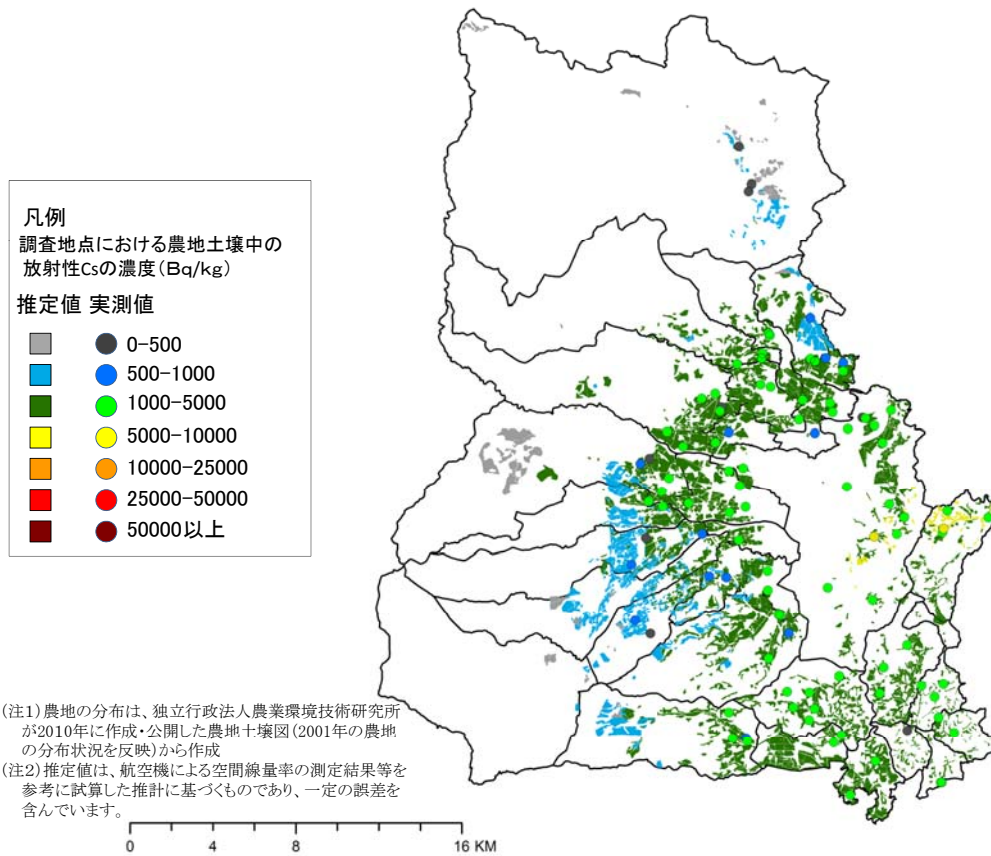 凡例
調査地点における農地土壌中の
放射性Csの濃度(Bq/kg)
推定値 実測値
0-500
500-1000
1000-5000
5000-10000
10000-25000
25000-50000
50000以上
(注1)農地の分布は、独立行政法人農業環境技術研究所
が2010年に作成・公開した農地土壌図(2001年の農地
の分布状況を反映)から作成
(注2)推定値は、航空機による空間線量率の測定結果等を
参考に試算した推計に基づくものであり、一定の誤差を
含んでいます。
0 4 8 16 KM